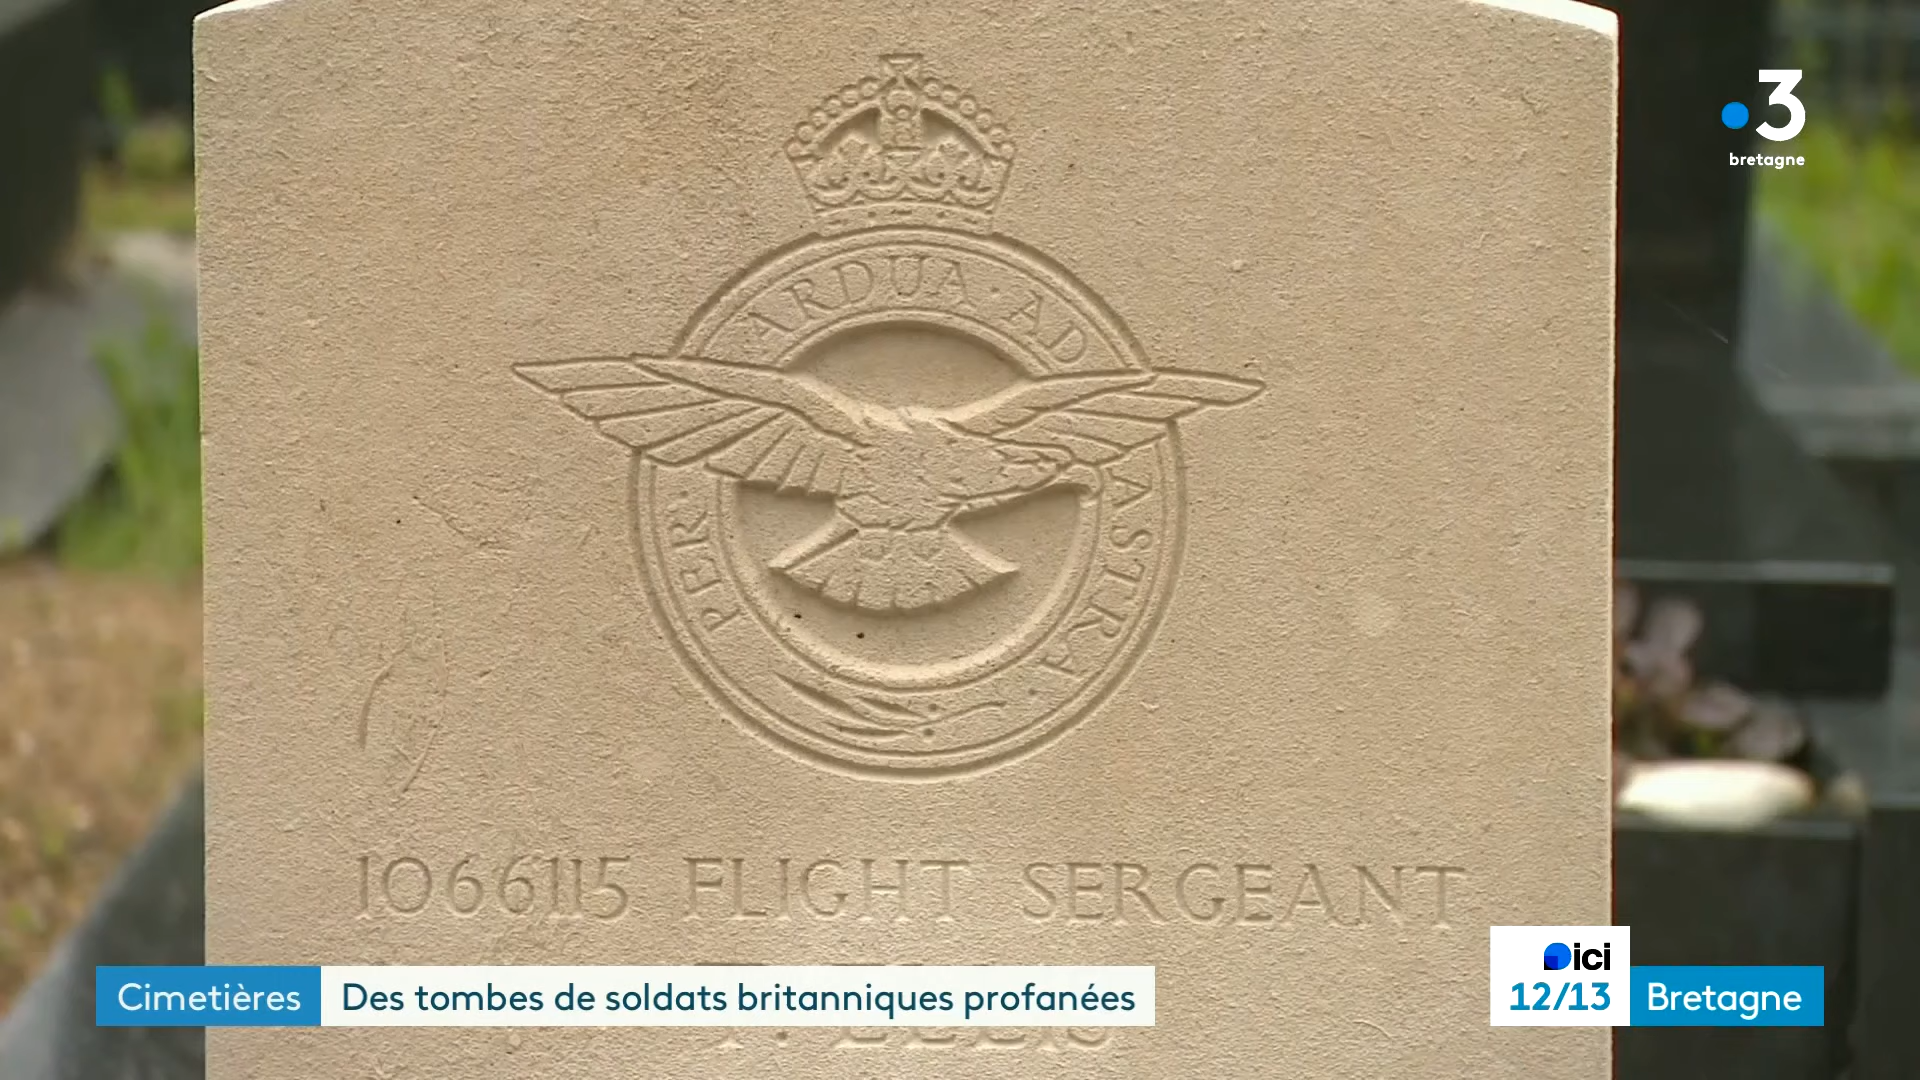 3
bretagne
PER · ARDUA · AD · ASTRA ·
1066115 FLIGHT SERGEANT
ici
12/13
Bretagne
Cimetières
Des tombes de soldats britanniques profanées